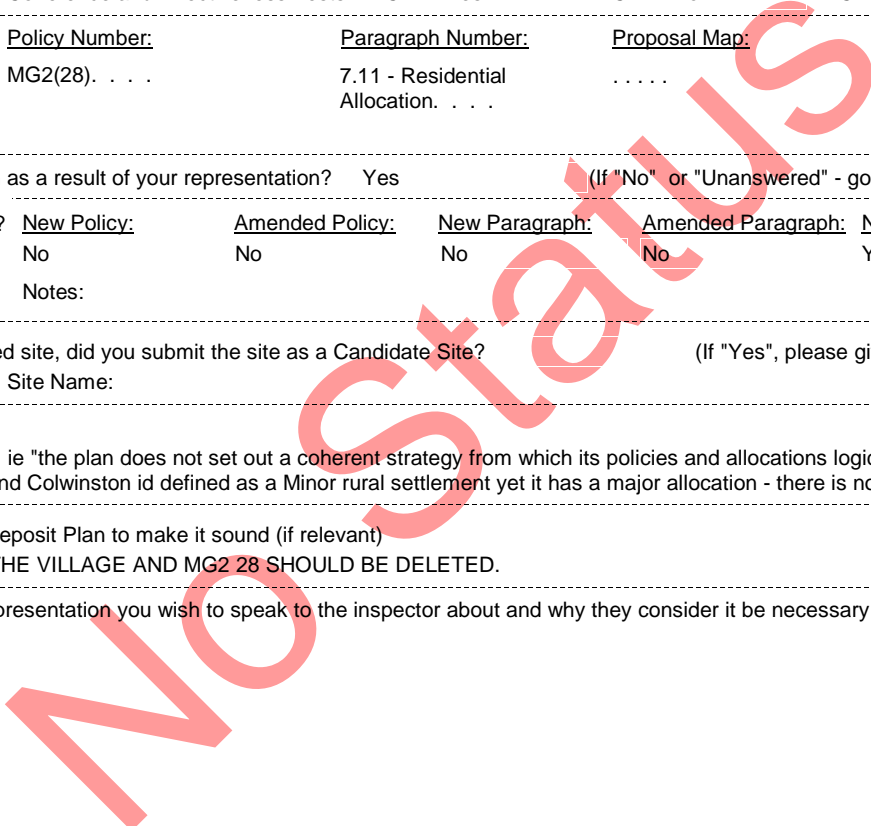 Policy Number: Paragraph Number: Proposal Map:
MG2(28). . . . 7.11 - Residential . . . . .
Allocation. . . .
as a result of your representation? Yes (If "No" or "Unanswered" - go
? New Policy: Amended Policy: New Paragraph: Amended Paragraph: N
No No No No Y
Notes:
ed site, did you submit the site as a Candidate Site? (If "Yes", please gi
Site Name:
ie "the plan does not set out a coherent strategy from which its policies and allocations logic
nd Colwinston id defined as a Minor rural settlement yet it has a major allocation - there is no
eposit Plan to make it sound (if relevant)
THE VILLAGE AND MG2 28 SHOULD BE DELETED.
presentation you wish to speak to the inspector about and why they consider it be necessary
No Status